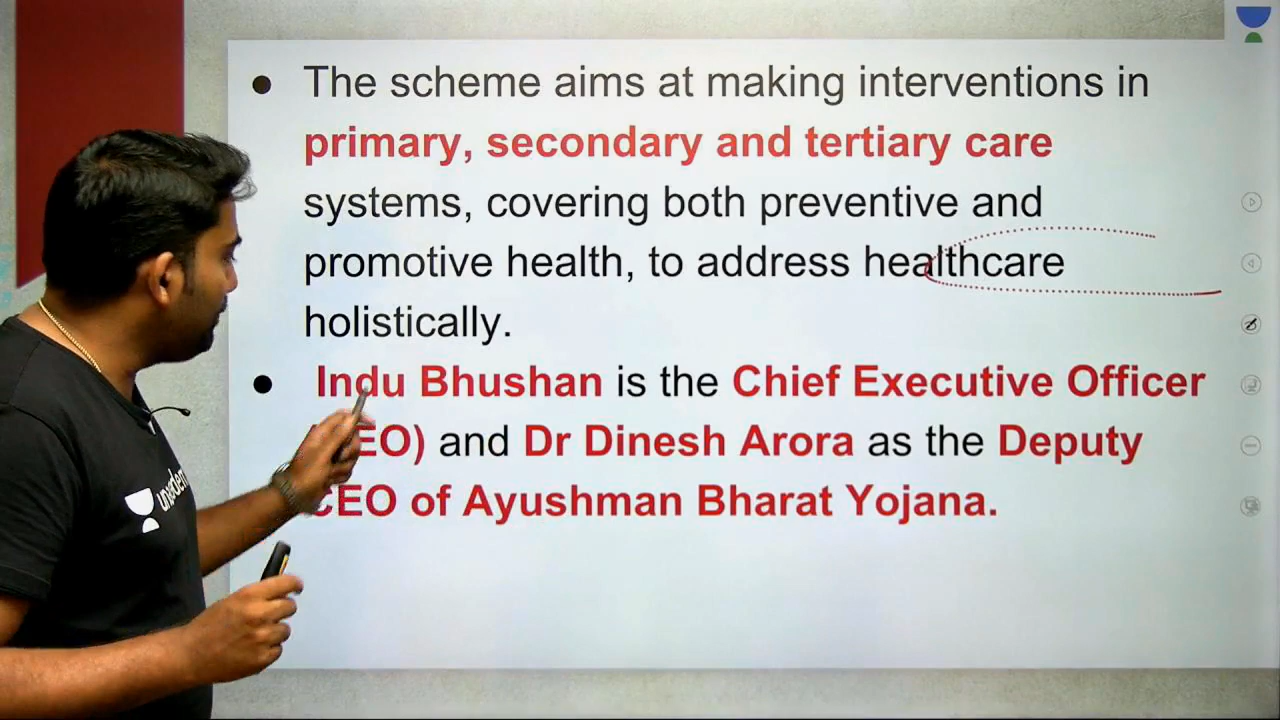 The scheme aims at making interventions in
primary, secondary and tertiary care
systems, covering both preventive and
promotive health, to address healthcare
holistically.
Indu Bhushan is the Chief Executive Officer
EO) and Dr Dinesh Arora as the Deputy
CEO of Ayushman Bharat Yojana.